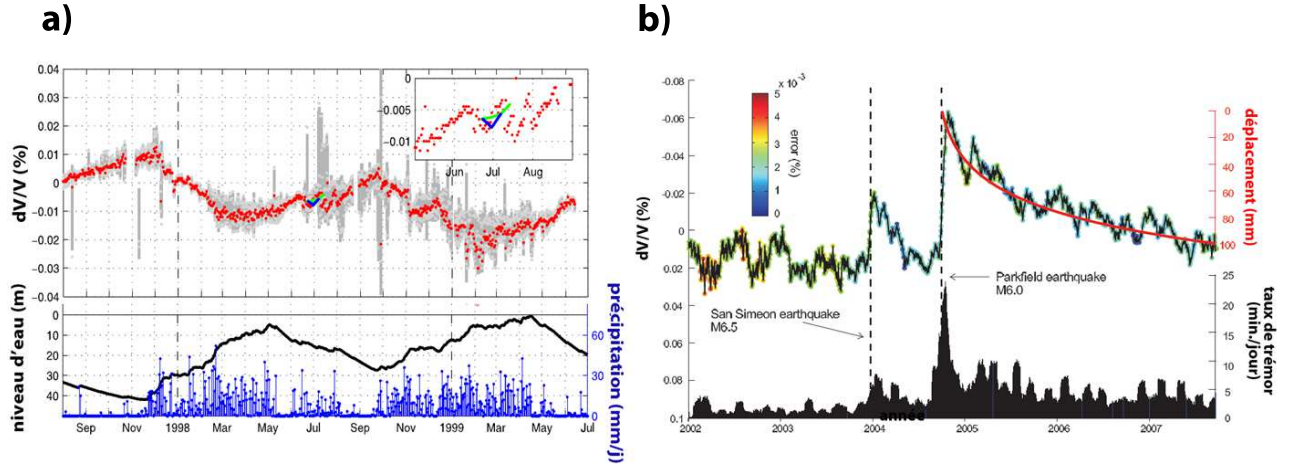 a)
0.04
0.03
0.02
0.01
0
-0.01
-0.02
-0.03
-0.04
dV/V (%)
0
-0.005
-0.01
Jun
Jul
Aug
niveau d’eau (m)
0
10
20
30
40
précipitation (mm/j)
60
30
0
Sep
Nov
1998
Mar
May
Jul
Sep
Nov
1999
Mar
May
Jul
b)
-0.08
-0.06
-0.04
-0.02
0
0.02
0.04
0.06
0.08
0.1
dV/V (%)
x 10⁻³
5
4
3
2
1
0
error (%)
0
20
40
60
80
100
déplacement (mm)
Parkfield earthquake
M6.0
San Simeon earthquake
M6.5
25
20
15
10
5
0
taux de trémor
(min./jour)
année
2002
2003
2004
2005
2006
2007